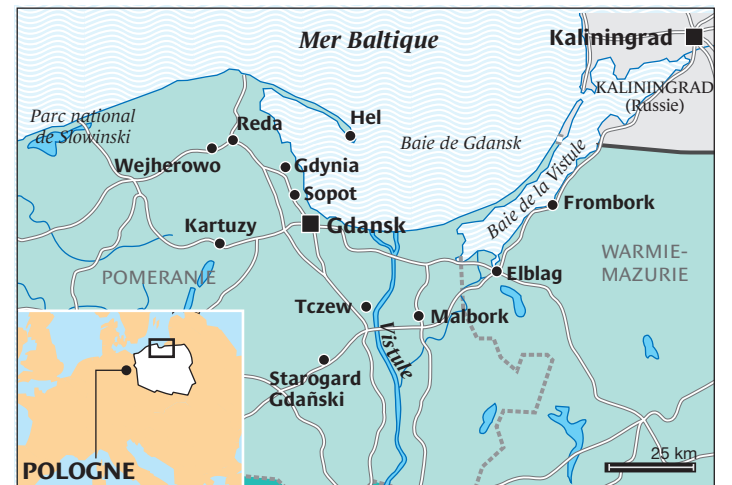 Mer Baltique
Kaliningrad
KALININGRAD
(Russie)
Parc national
de Slowinski
Reda
Hel
Baie de Gdansk
Wejherowo
Gdynia
Sopot
Baie de la Vistule
Frombork
Kartuzy
Gdansk
WARMIE-
MAZURIE
POMERANIE
Elblag
Tczew
Malbork
Vistule
Starogard
Gdañski
25 km
POLOGNE